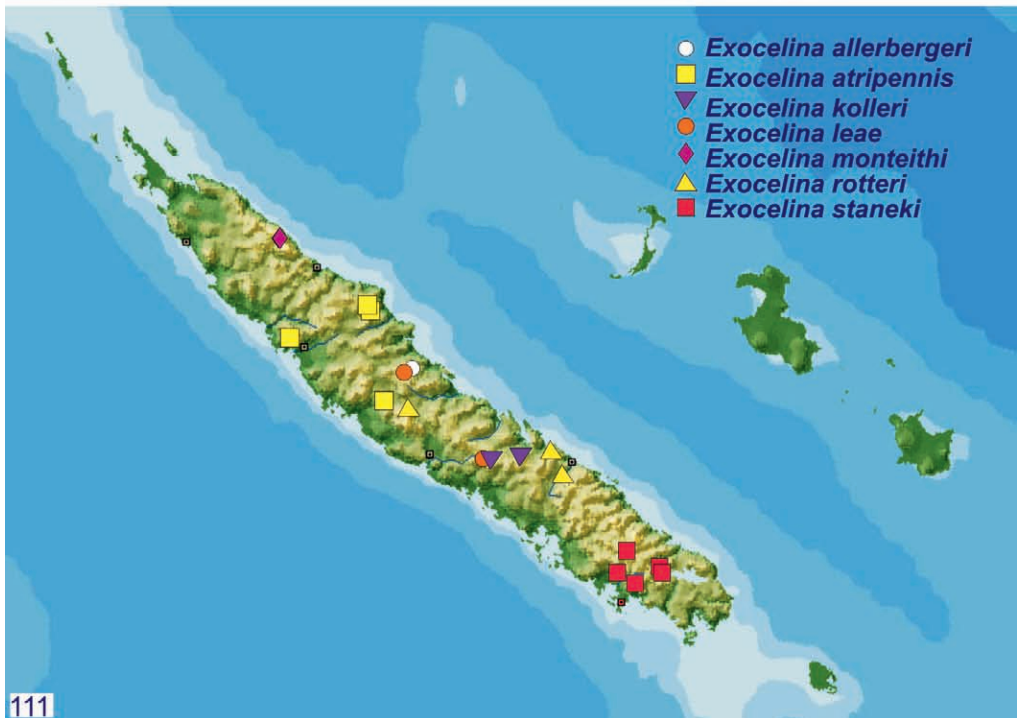 Exocelina allerbergeri
Exocelina atripennis
Exocelina kolleri
Exocelina leae
Exocelina monteithi
Exocelina rotteri
Exocelina staneki
111